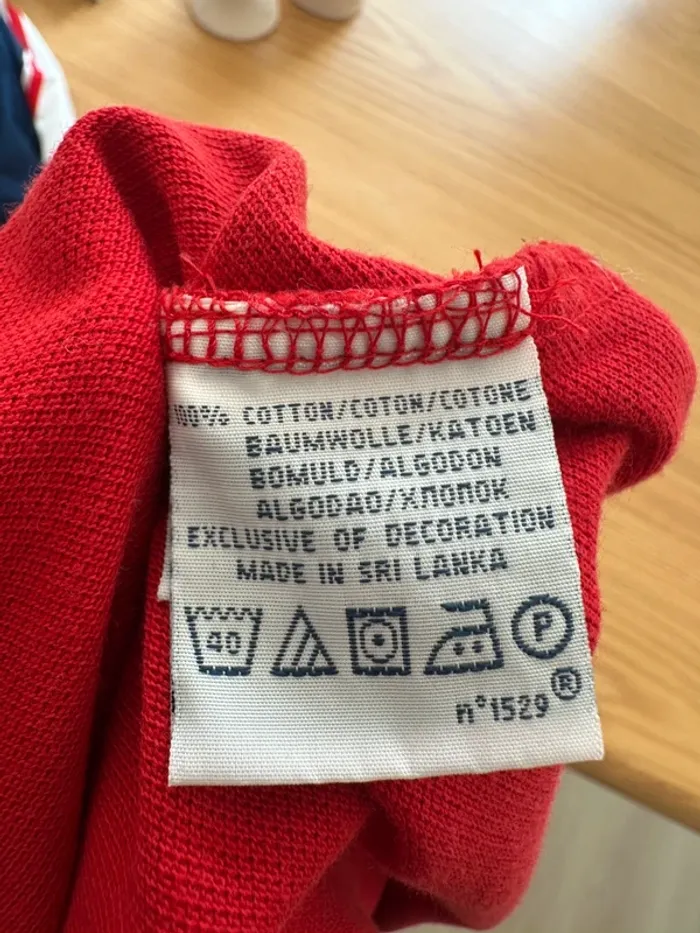 100% COTTON/COTON/COTONE
BAUMWOLLE/KATOEN
BOMULD/ALGODON
ALGODAO/ХЛОПОК
EXCLUSIVE OF DECORATION
MADE IN SRI LANKA
40 P
n°1529®